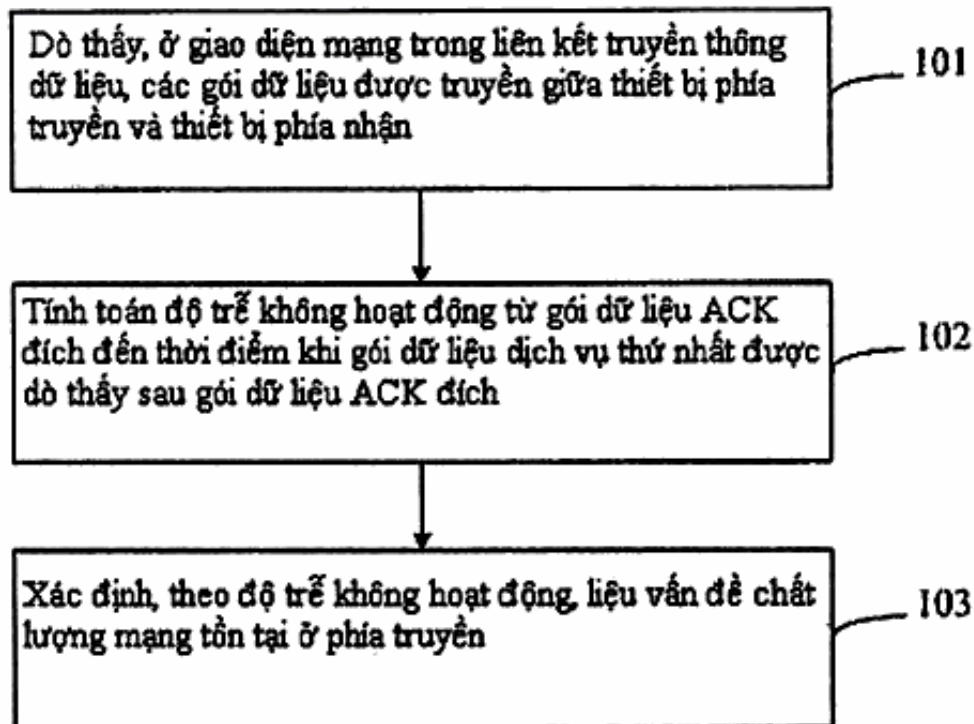 Dò thấy, ở giao diện mạng trong liên kết truyền thông
dữ liệu, các gói dữ liệu được truyền giữa thiết bị phía
truyền và thiết bị phía nhận
101
Tính toán độ trễ không hoạt động từ gói dữ liệu ACK
đích đến thời điểm khi gói dữ liệu dịch vụ thứ nhất được
dò thấy sau gói dữ liệu ACK đích
102
Xác định, theo độ trễ không hoạt động, liệu vấn đề chất
lượng mạng tồn tại ở phía truyền
103